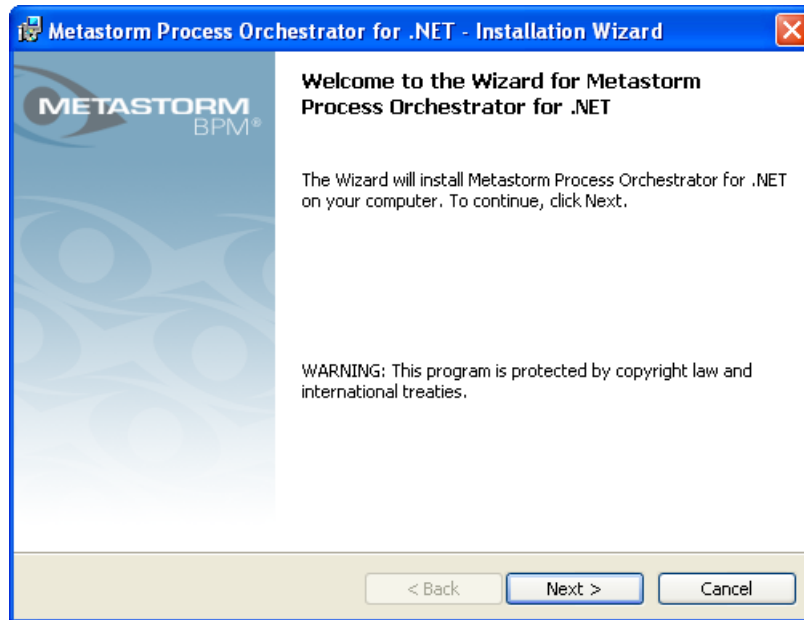 Metastorm Process Orchestrator for .NET - Installation Wizard
METASTORM
BPM®
Welcome to the Wizard for Metastorm
Process Orchestrator for .NET
The Wizard will install Metastorm Process Orchestrator for .NET
on your computer. To continue, click Next.
WARNING: This program is protected by copyright law and
international treaties.
< Back
Next >
Cancel